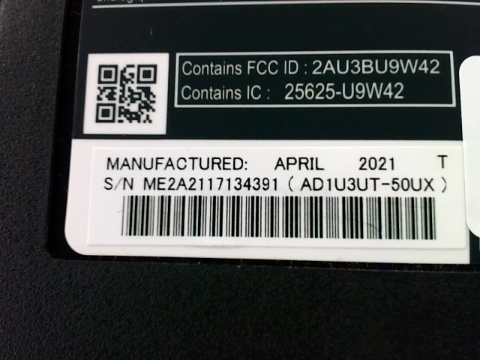 Contains FCC ID : 2AU3BU9W42
Contains IC : 25625-U9W42
MANUFACTURED: APRIL 2021 T
S/N ME2A2117134391 ( AD1U3UT-50UX )